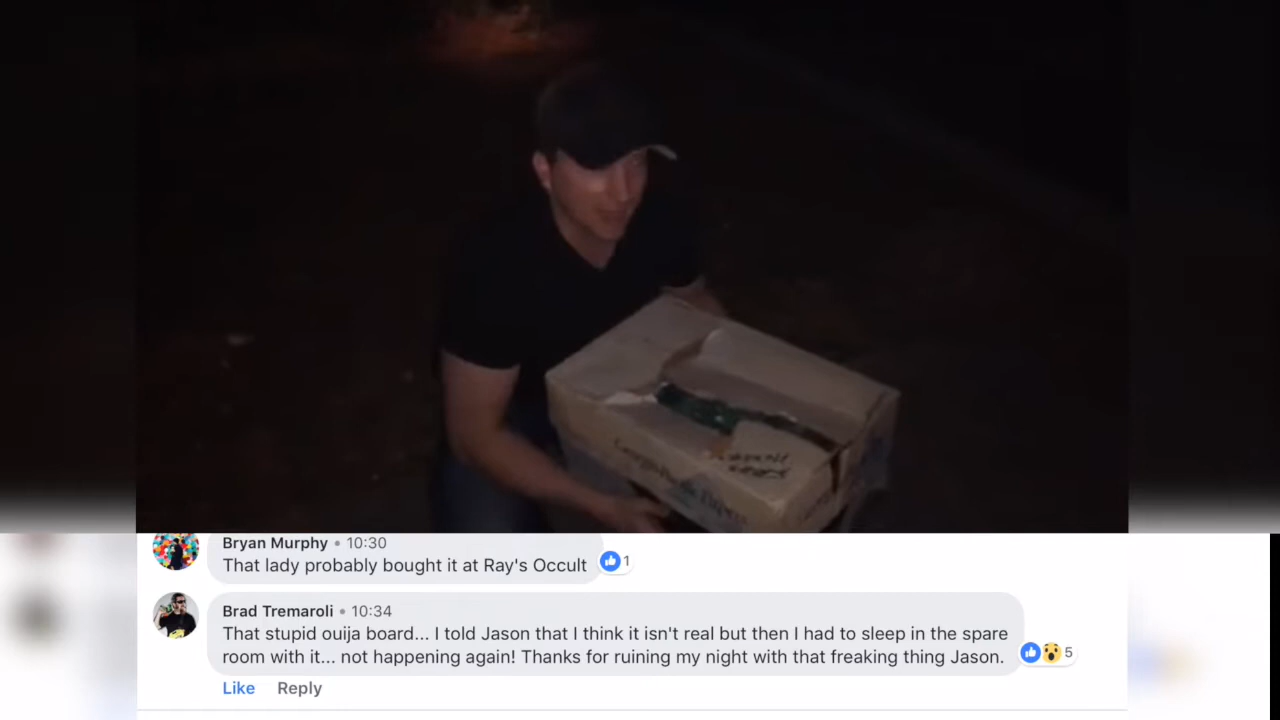 Bryan Murphy • 10:30
That lady probably bought it at Ray's Occult
1
Brad Tremaroli • 10:34
That stupid ouija board... I told Jason that I think it isn't real but then I had to sleep in the spare
room with it... not happening again! Thanks for ruining my night with that freaking thing Jason.
5
Like Reply